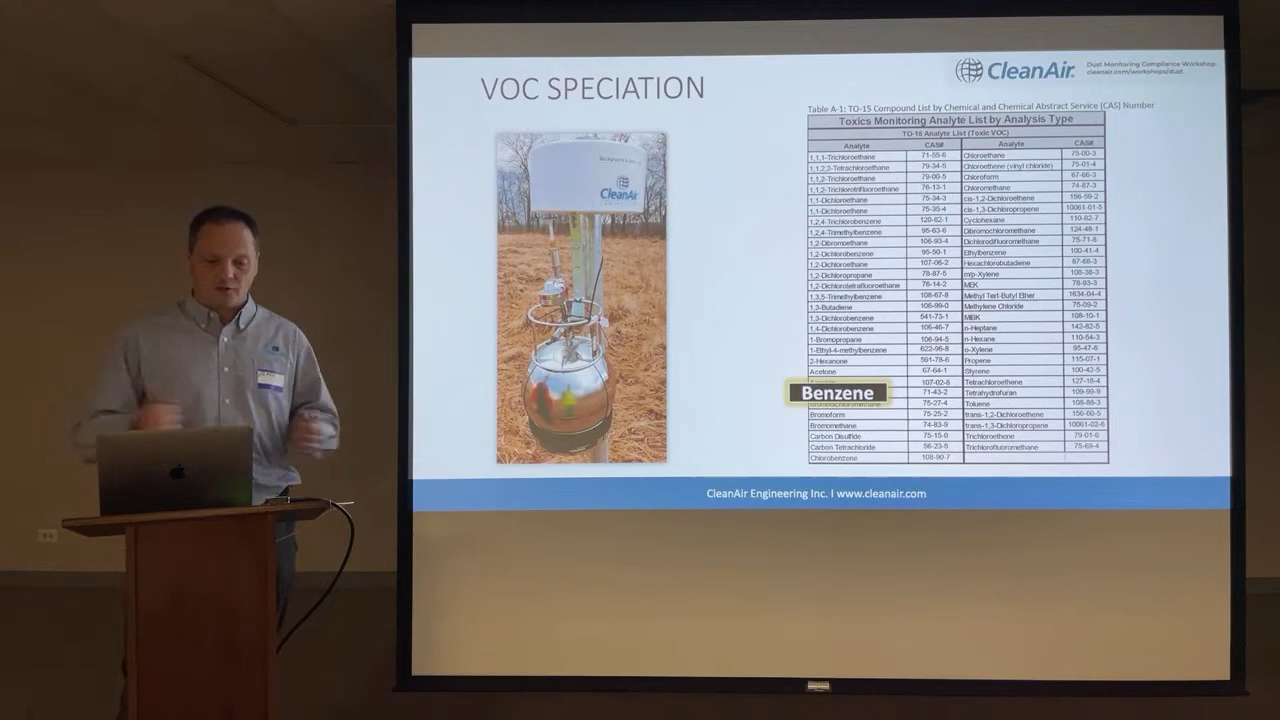 VOC SPECIATION
CleanAir
Dust Monitoring Compliance Workshop
cleanair.com/workshops/dust
CleanAir
Table A-1: TO-15 Compound List by Chemical and Chemical Abstract Service (CAS) Number
Toxics Monitoring Analyte List by Analysis Type
TO-15 Analyte List (Toxic VOC)
Analyte CAS# Analyte CAS#
1,1,1-Trichloroethane 71-55-6 Chloroethane 75-00-3
1,1,2,2-Tetrachloroethane 79-34-5 Chloroethene (vinyl chloride) 75-01-4
1,1,2-Trichloroethane 79-00-5 Chloroform 67-66-3
1,1,2-Trichlorotrifluoroethane 76-13-1 Chloromethane 74-87-3
1,1-Dichloroethane 75-34-3 cis-1,2-Dichloroethene 156-59-2
1,1-Dichloroethene 75-35-4 cis-1,3-Dichloropropene 10061-01-5
1,2,4-Trichlorobenzene 120-82-1 Cyclohexane 110-82-7
1,2,4-Trimethylbenzene 95-63-6 Dibromochloromethane 124-48-1
1,2-Dibromoethane 106-93-4 Dichlorodifluoromethane 75-71-8
1,2-Dichlorobenzene 95-50-1 Ethylbenzene 100-41-4
1,2-Dichloroethane 107-06-2 Hexachlorobutadiene 87-68-3
1,2-Dichloropropane 78-87-5 m/p-Xylene 108-38-3
1,2-Dichlorotetrafluoroethane 76-14-2 MEK 78-93-3
1,3,5-Trimethylbenzene 108-67-8 Methyl Tert-Butyl Ether 1634-04-4
1,3-Butadiene 106-99-0 Methylene Chloride 75-09-2
1,3-Dichlorobenzene 541-73-1 MIBK 108-10-1
1,4-Dichlorobenzene 106-46-7 n-Heptane 142-82-5
1-Bromopropane 106-94-5 n-Hexane 110-54-3
1-Ethyl-4-methylbenzene 622-96-8 o-Xylene 95-47-6
2-Hexanone 591-78-6 Propene 115-07-1
Acetone 67-64-1 Styrene 100-42-5
107-02-8 Tetrachloroethene 127-18-4
Benzene 71-43-2 Tetrahydrofuran 109-99-9
75-27-4 Toluene 108-88-3
Bromoform 75-25-2 trans-1,2-Dichloroethene 156-60-5
Bromomethane 74-83-9 trans-1,3-Dichloropropene 10061-02-6
Carbon Disulfide 75-15-0 Trichloroethene 79-01-6
Carbon Tetrachloride 56-23-5 Trichlorofluoromethane 75-69-4
Chlorobenzene 108-90-7
CleanAir Engineering Inc. I www.cleanair.com